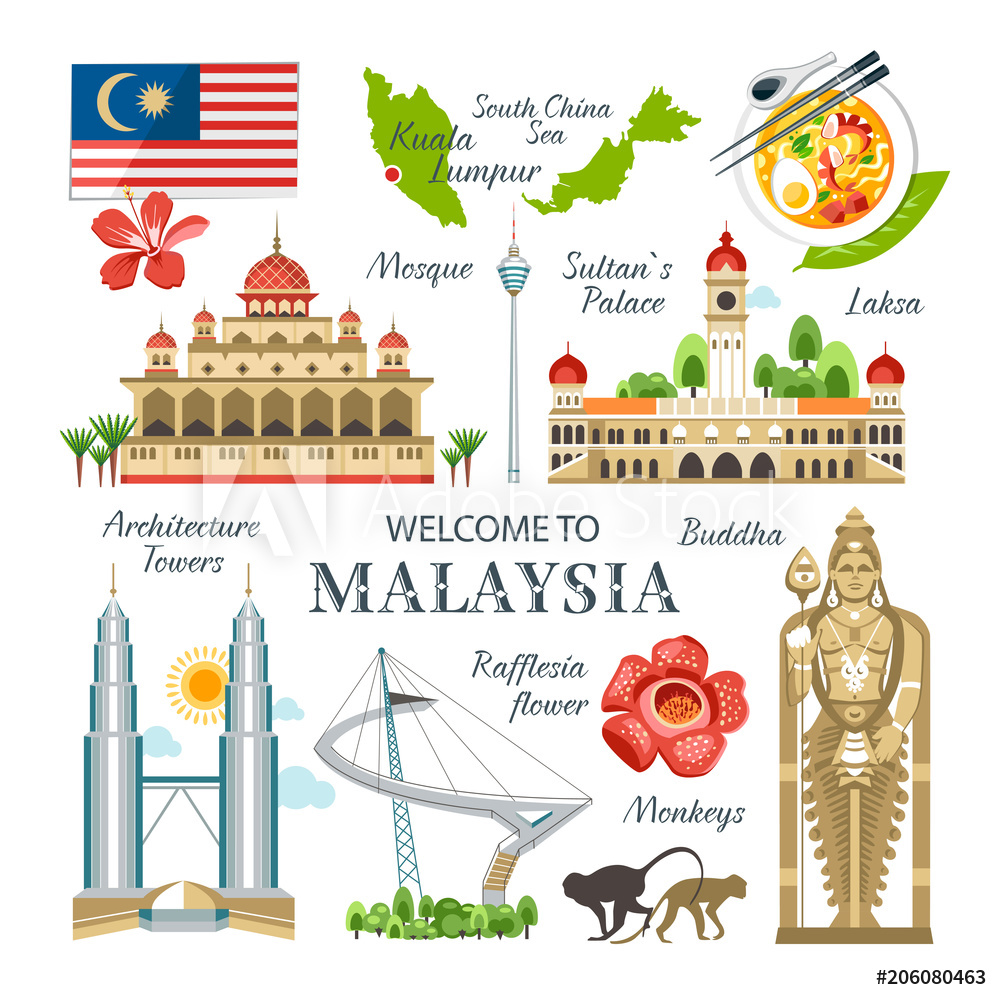 South China
Sea
Kuala
Lumpur
Mosque
Sultan`s
Palace
Laksa
Architecture
Towers
WELCOME TO
MALAYSIA
Buddha
Rafflesia
flower
Monkeys
Adobe Stock
#206080463